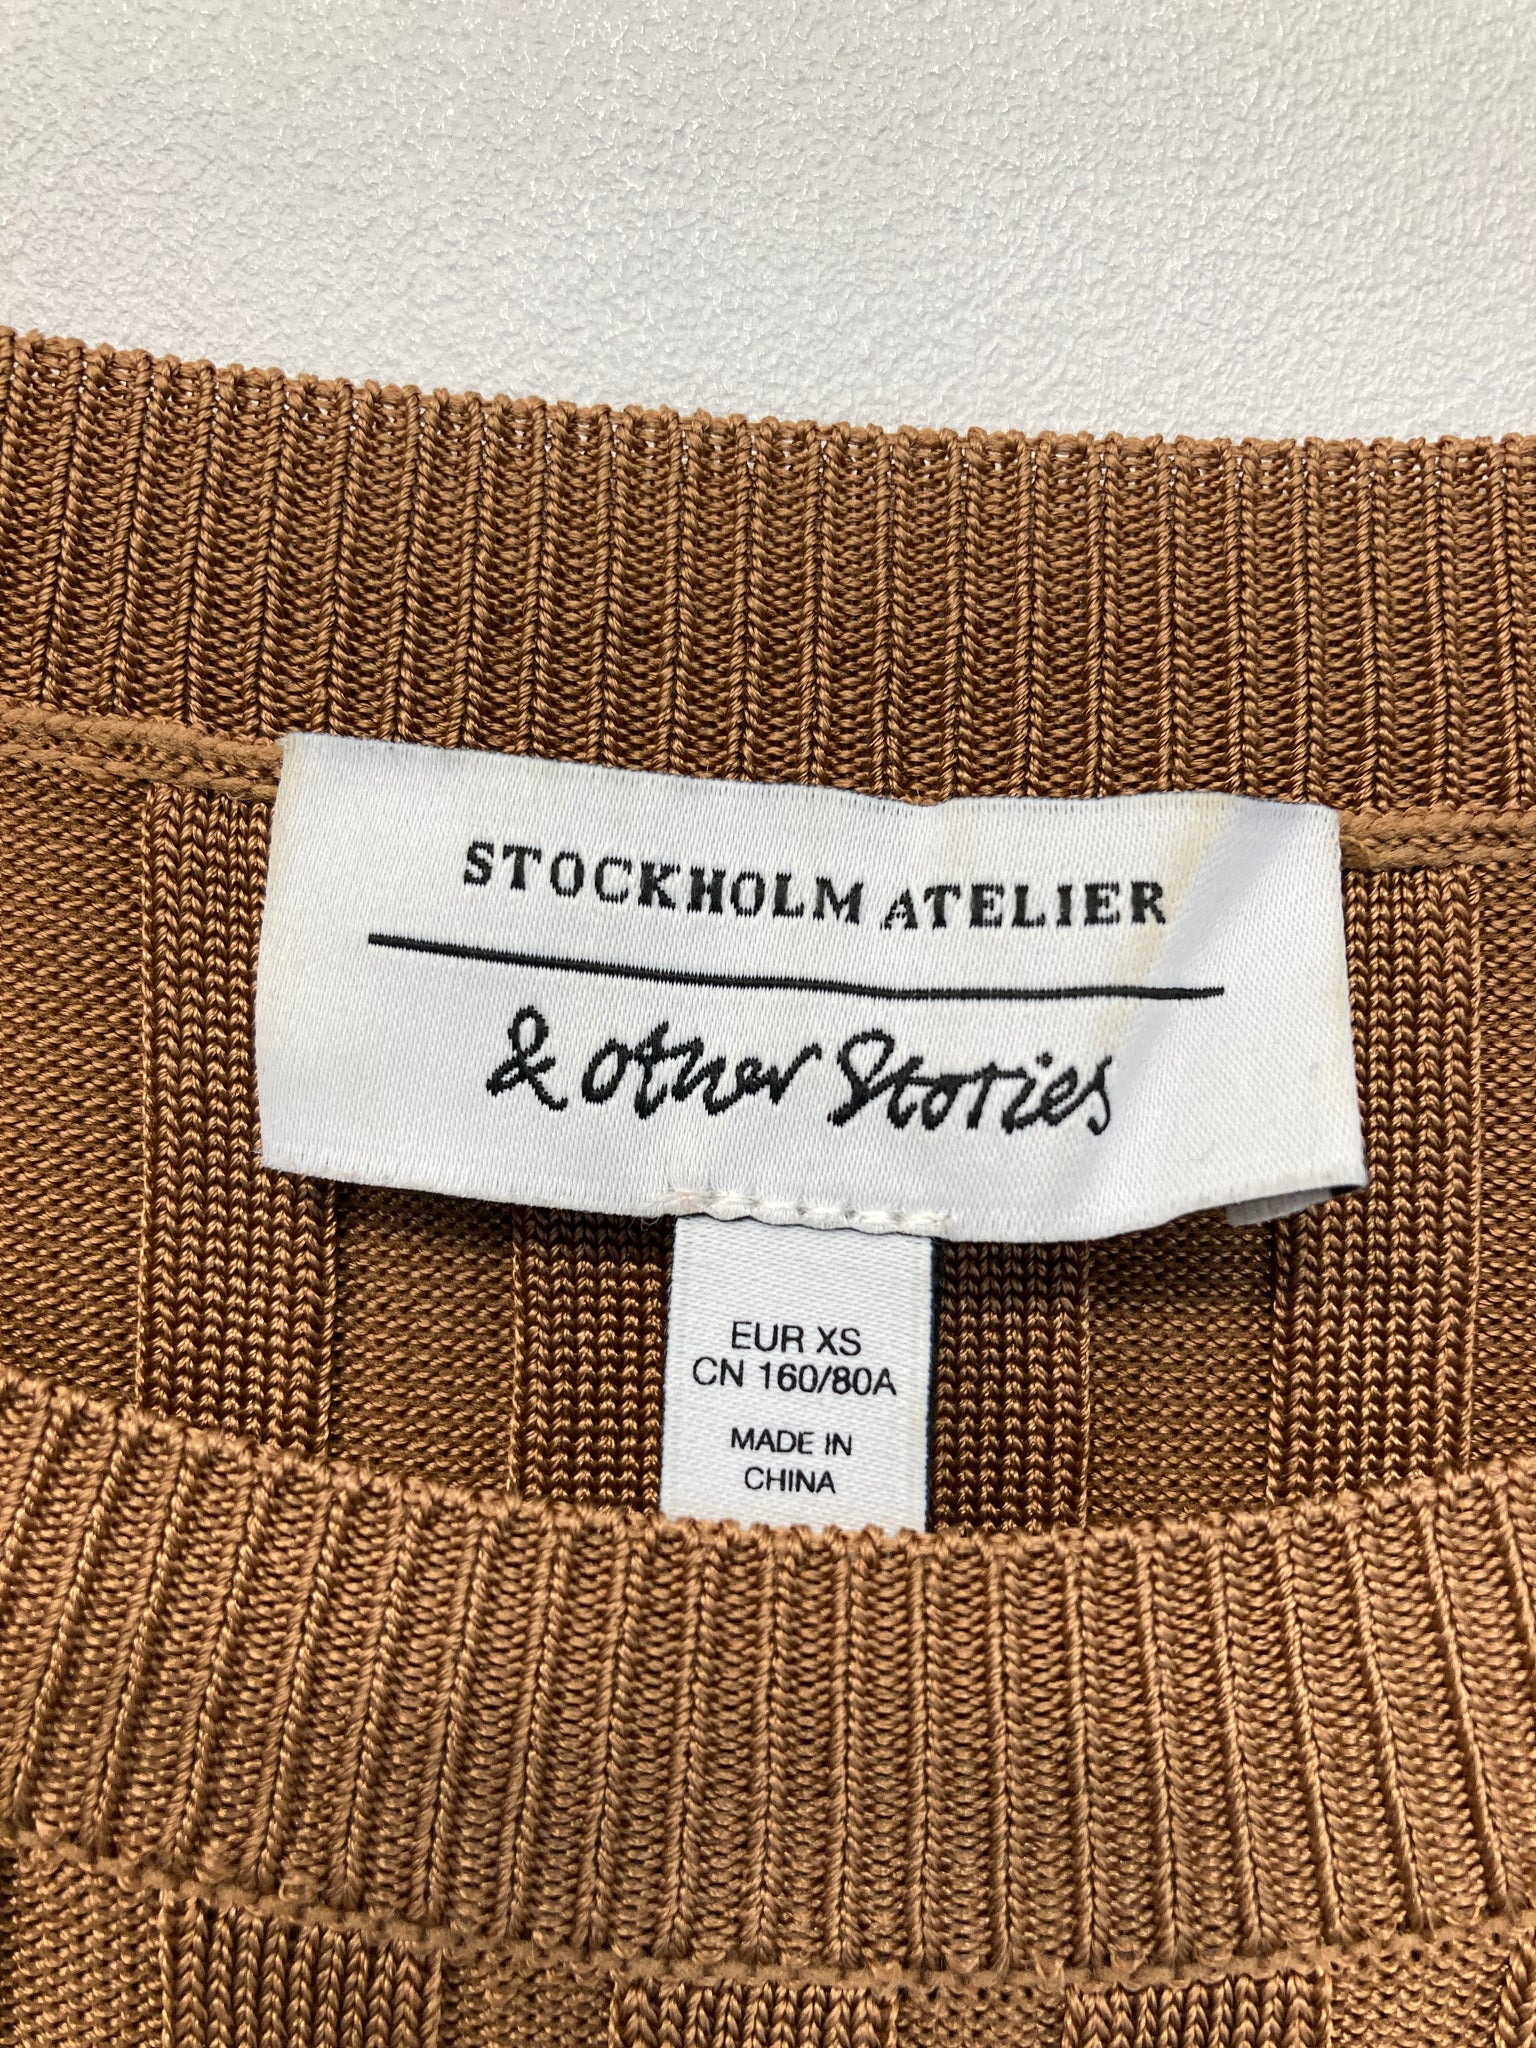 STOCKHOLM ATELIER
& other Stories
EUR XS
CN 160/80A
MADE IN
CHINA